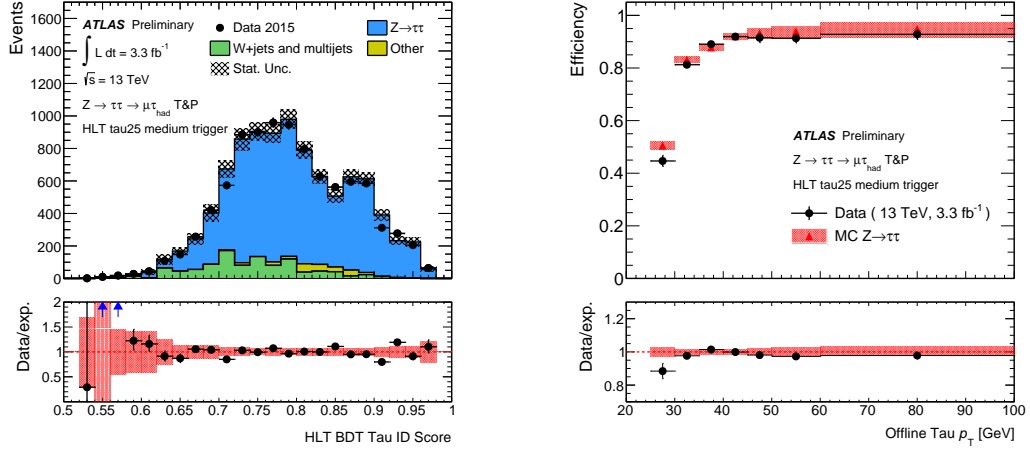 ATLAS Preliminary
∫ L dt = 3.3 fb⁻¹
√s = 13 TeV
Z → ττ → μτhad T&P
HLT tau25 medium trigger
Data 2015
Z→ττ
W+jets and multijets
Other
Stat. Unc.
Events
1600
1400
1200
1000
800
600
400
200
0
Data/exp.
2
1.5
1
0.5
0.5 0.55 0.6 0.65 0.7 0.75 0.8 0.85 0.9 0.95 1
HLT BDT Tau ID Score
Efficiency
1
0.8
0.6
0.4
0.2
0
ATLAS Preliminary
Z → ττ → μτhad T&P
HLT tau25 medium trigger
Data ( 13 TeV, 3.3 fb⁻¹ )
MC Z→ττ
Data/exp.
1.2
1
0.8
20 30 40 50 60 70 80 90 100
Offline Tau pT [GeV]